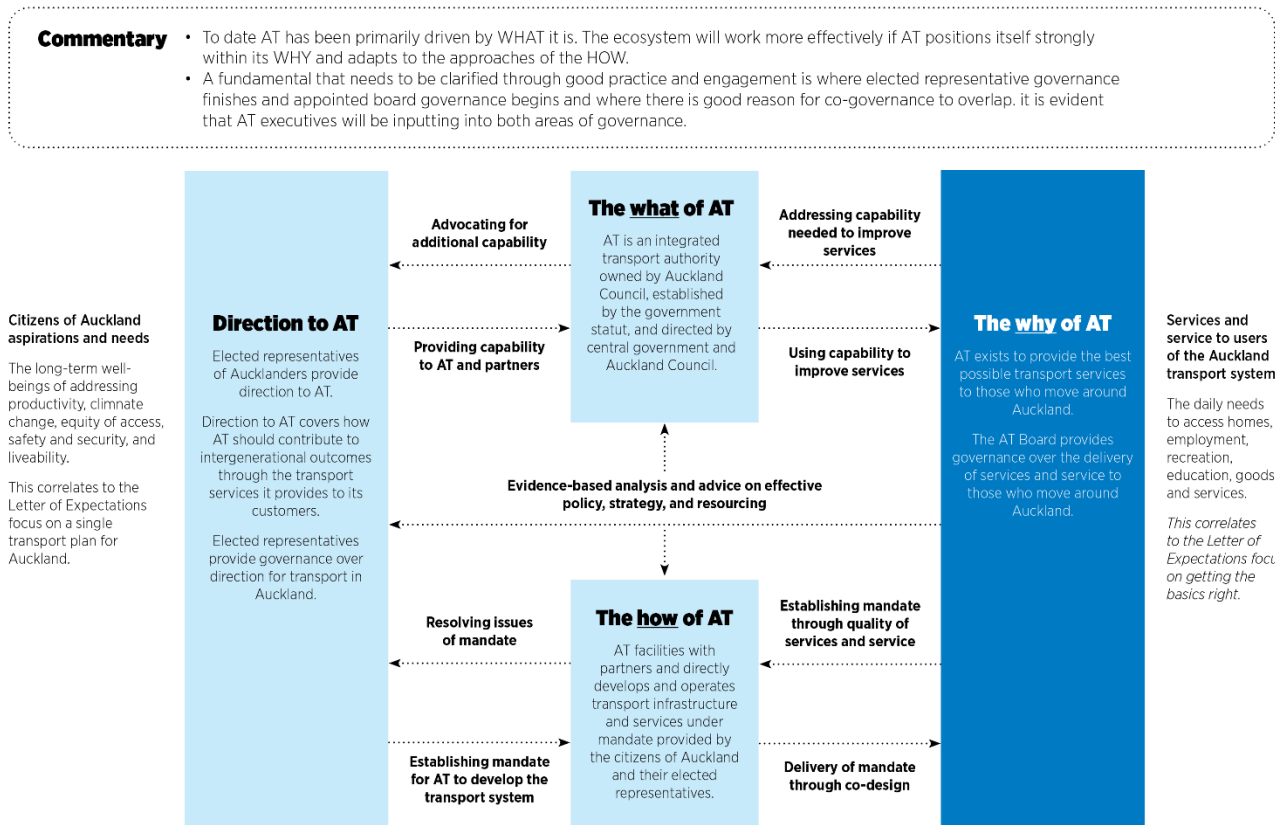 Commentary
• To date AT has been primarily driven by WHAT it is. The ecosystem will work more effectively if AT positions itself strongly
within its WHY and adapts to the approaches of the HOW.
• A fundamental that needs to be clarified through good practice and engagement is where elected representative governance
finishes and appointed board governance begins and where there is good reason for co-governance to overlap. it is evident
that AT executives will be inputting into both areas of governance.
Citizens of Auckland
aspirations and needs
The long-term well-
beings of addressing
productivity, climnate
change, equity of access,
safety and security, and
liveability.
This correlates to the
Letter of Expectations
focus on a single
transport plan for
Auckland.
Direction to AT
Elected representatives
of Aucklanders provide
direction to AT.
Direction to AT covers how
AT should contribute to
intergenerational outcomes
through the transport
services it provides to its
customers.
Elected representatives
provide governance over
direction for transport in
Auckland.
Advocating for
additional capability
Providing capability
to AT and partners
The what of AT
AT is an integrated
transport authority
owned by Auckland
Council, established
by the government
statut, and directed by
central government and
Auckland Council.
Addressing capability
needed to improve
services
Using capability to
improve services
Evidence-based analysis and advice on effective
policy, strategy, and resourcing
Resolving issues
of mandate
Establishing mandate
for AT to develop the
transport system
The how of AT
AT facilities with
partners and directly
develops and operates
transport infrastructure
and services under
mandate provided by
the citizens of Auckland
and their elected
representatives.
Establishing mandate
through quality of
services and service
Delivery of mandate
through co-design
The why of AT
AT exists to provide the best
possible transport services
to those who move around
Auckland.
The AT Board provides
governance over the delivery
of services and service to
those who move around
Auckland.
Services and
service to users
of the Auckland
transport system
The daily needs
to access homes,
employment,
recreation,
education, goods
and services.
This correlates
to the Letter of
Expectations focu
on getting the
basics right.